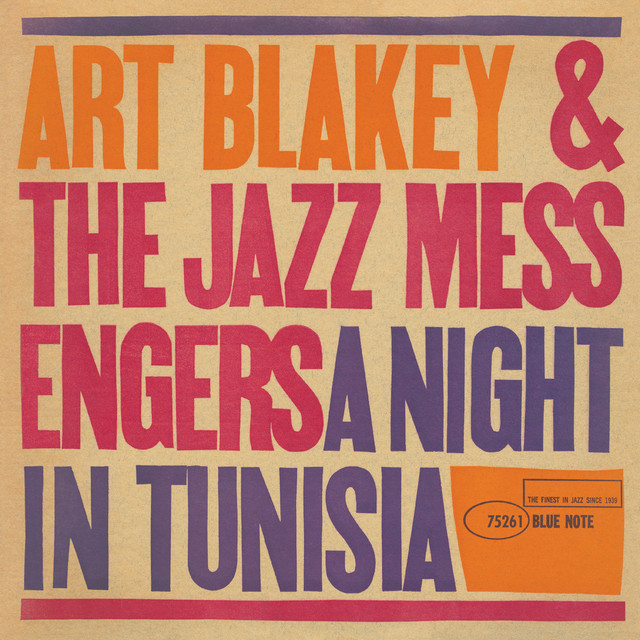 ART BLAKEY &
THE JAZZ MESS
ENGERS A NIGHT
IN TUNISIA
THE FINEST IN JAZZ SINCE 1939
75261 BLUE NOTE